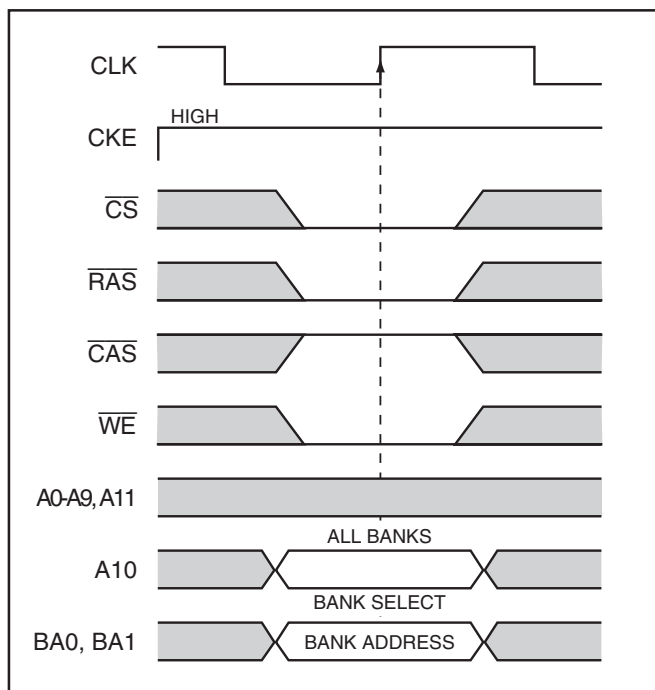 CLK
HIGH
CKE
CS
RAS
CAS
WE
A0-A9, A11
ALL BANKS
A10
BANK SELECT
BA0, BA1
BANK ADDRESS